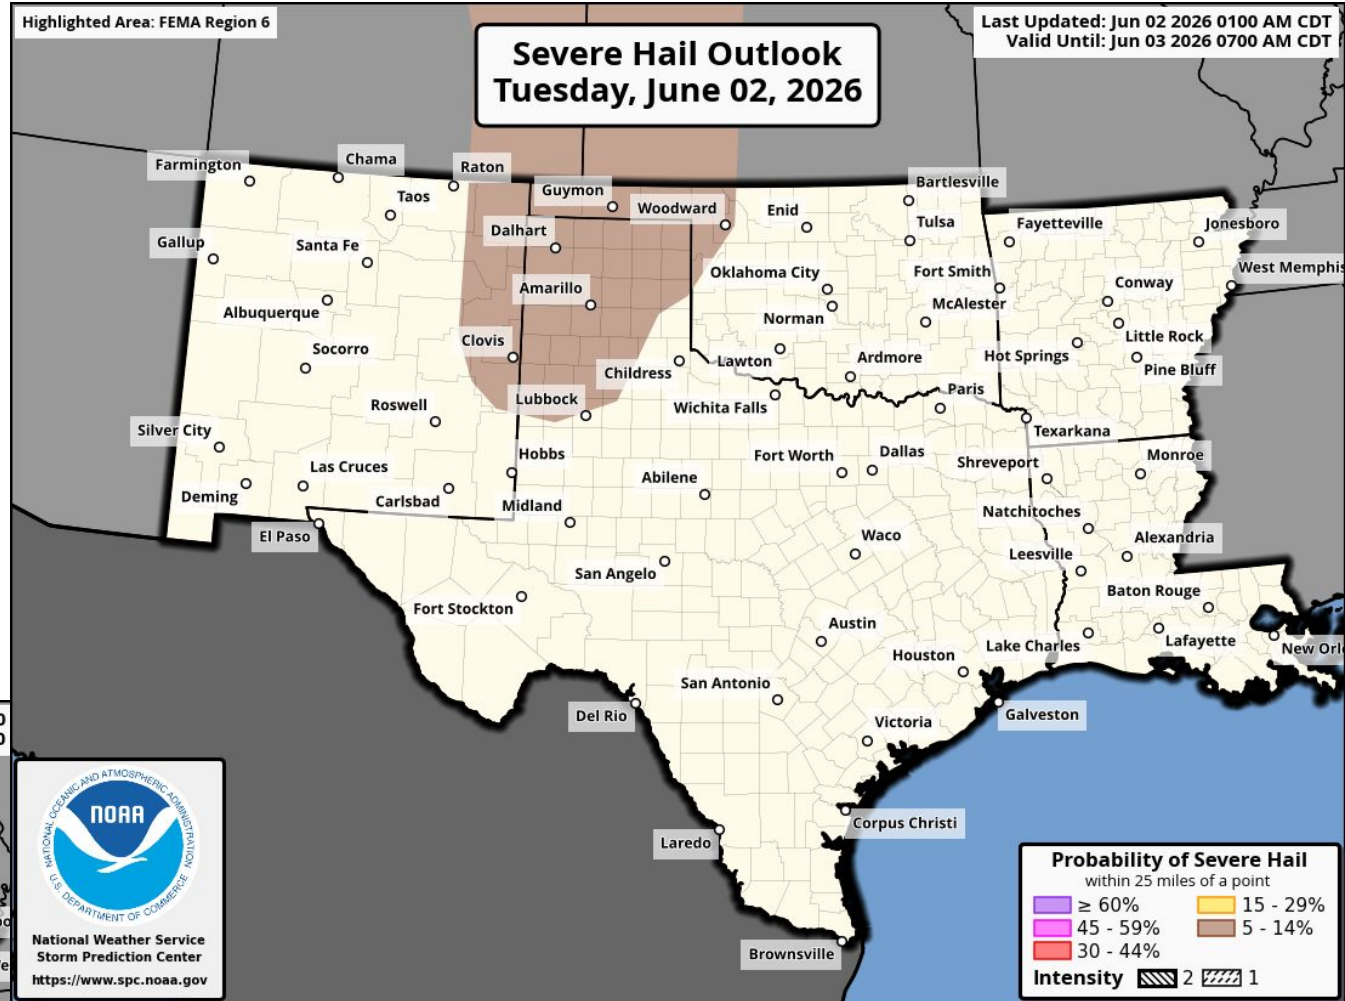 Highlighted Area: FEMA Region 6
Last Updated: Jun 02 2026 0100 AM CDT
Valid Until: Jun 03 2026 0700 AM CDT
Severe Hail Outlook
Tuesday, June 02, 2026
Farmington
Chama
Raton
Taos
Guymon
Woodward
Enid
Bartlesville
Tulsa
Fayetteville
Jonesboro
Gallup
Santa Fe
Dalhart
Oklahoma City
Fort Smith
West Memphis
Albuquerque
Amarillo
Norman
McAlester
Conway
Socorro
Clovis
Childress
Lawton
Ardmore
Hot Springs
Little Rock
Pine Bluff
Roswell
Lubbock
Wichita Falls
Paris
Texarkana
Silver City
Las Cruces
Hobbs
Abilene
Fort Worth
Dallas
Shreveport
Monroe
Deming
Carlsbad
Midland
Natchitoches
El Paso
San Angelo
Waco
Leesville
Alexandria
Fort Stockton
Baton Rouge
Austin
Houston
Lake Charles
Lafayette
San Antonio
Del Rio
Victoria
Galveston
Corpus Christi
Laredo
Brownsville
NATIONAL OCEANIC AND ATMOSPHERIC ADMINISTRATION
NOAA
U.S. DEPARTMENT OF COMMERCE
National Weather Service
Storm Prediction Center
https://www.spc.noaa.gov
Probability of Severe Hail
within 25 miles of a point
≥ 60%
15 - 29%
45 - 59%
5 - 14%
30 - 44%
Intensity 2 1